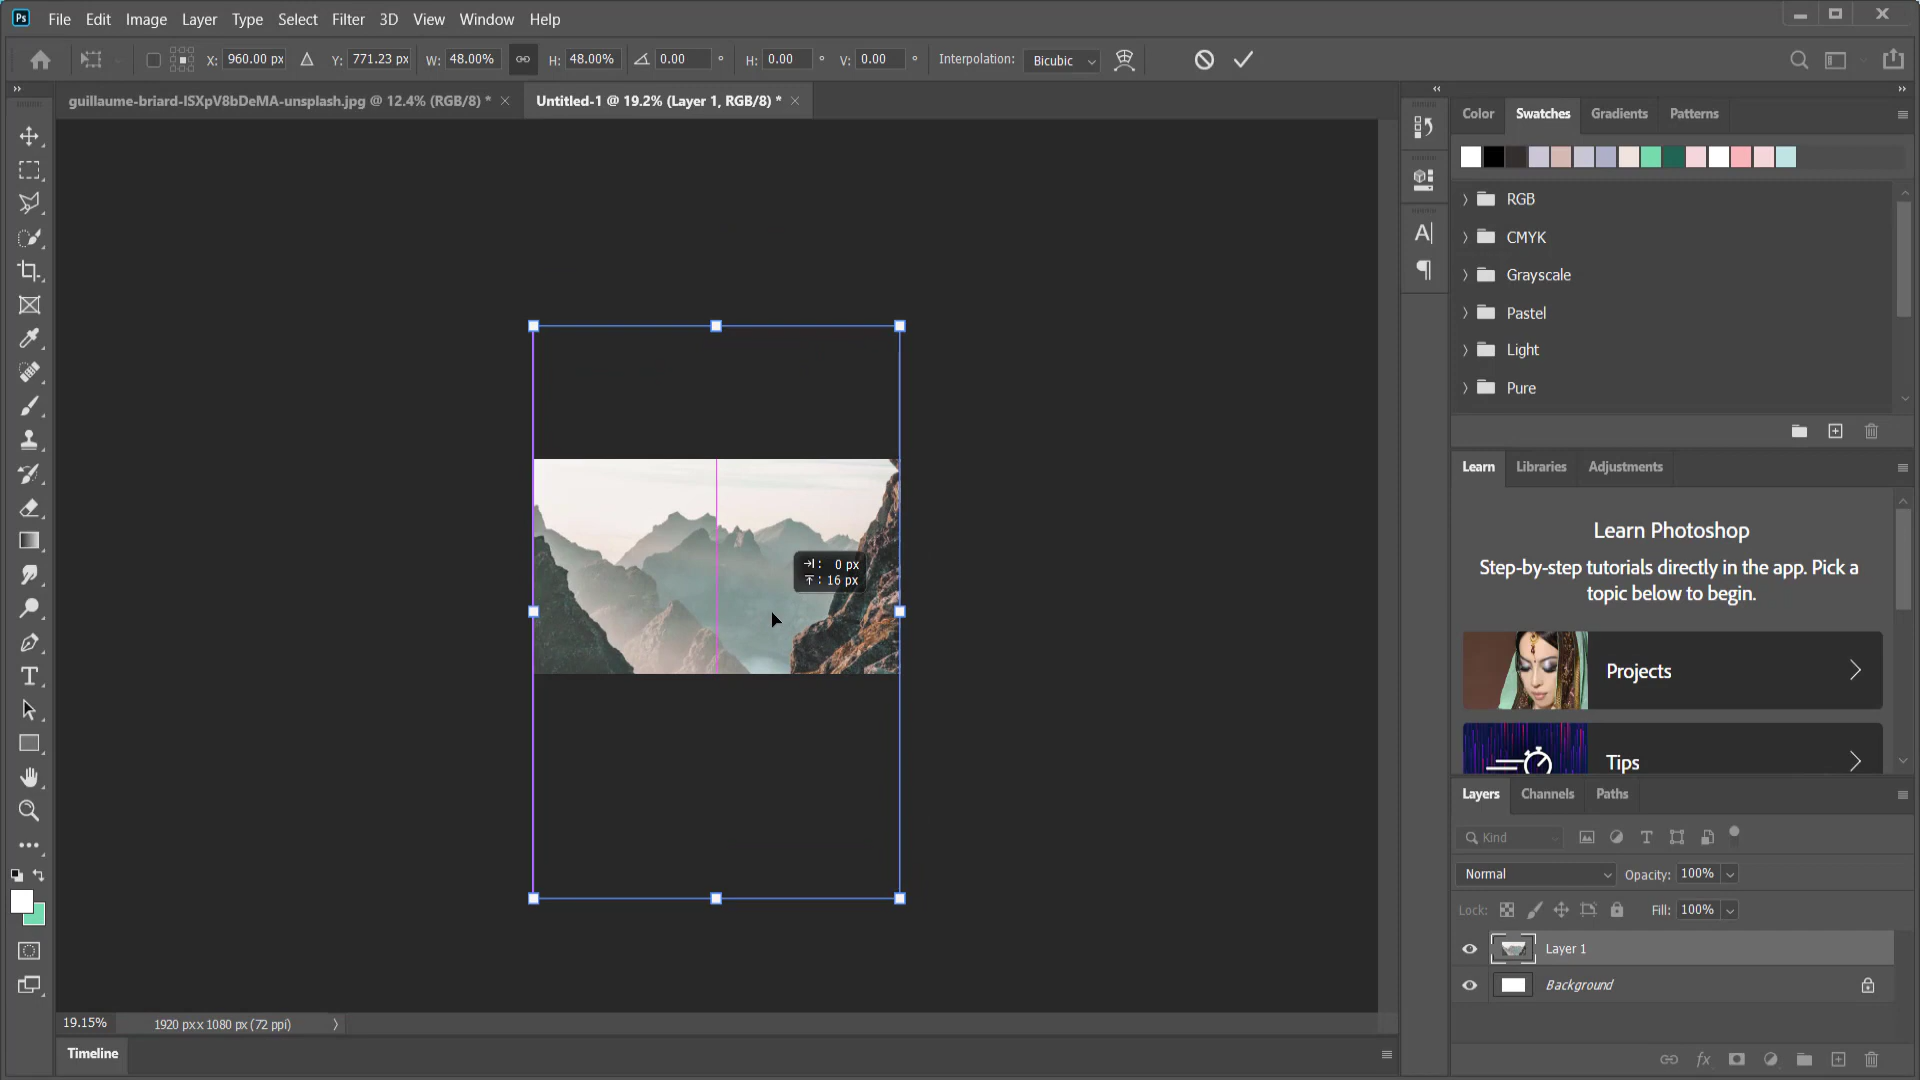 Ps File Edit Image Layer Type Select Filter 3D View Window Help
X: 960.00 px Y: 771.23 px W: 48.00% H: 48.00% 0.00 ° H: 0.00 ° V: 0.00 ° Interpolation: Bicubic
guillaume-briard-ISXpV8bDeMA-unsplash.jpg @ 12.4% (RGB/8) * Untitled-1 @ 19.2% (Layer 1, RGB/8) *
Color Swatches Gradients Patterns
RGB
CMYK
Grayscale
Pastel
Light
Pure
Learn Libraries Adjustments
Learn Photoshop
Step-by-step tutorials directly in the app. Pick a
topic below to begin.
Projects
Tips
: 0 px
: 16 px
Layers Channels Paths
Kind
Normal Opacity: 100%
Lock: Fill: 100%
Layer 1
Background
19.15% 1920 px x 1080 px (72 ppi)
Timeline